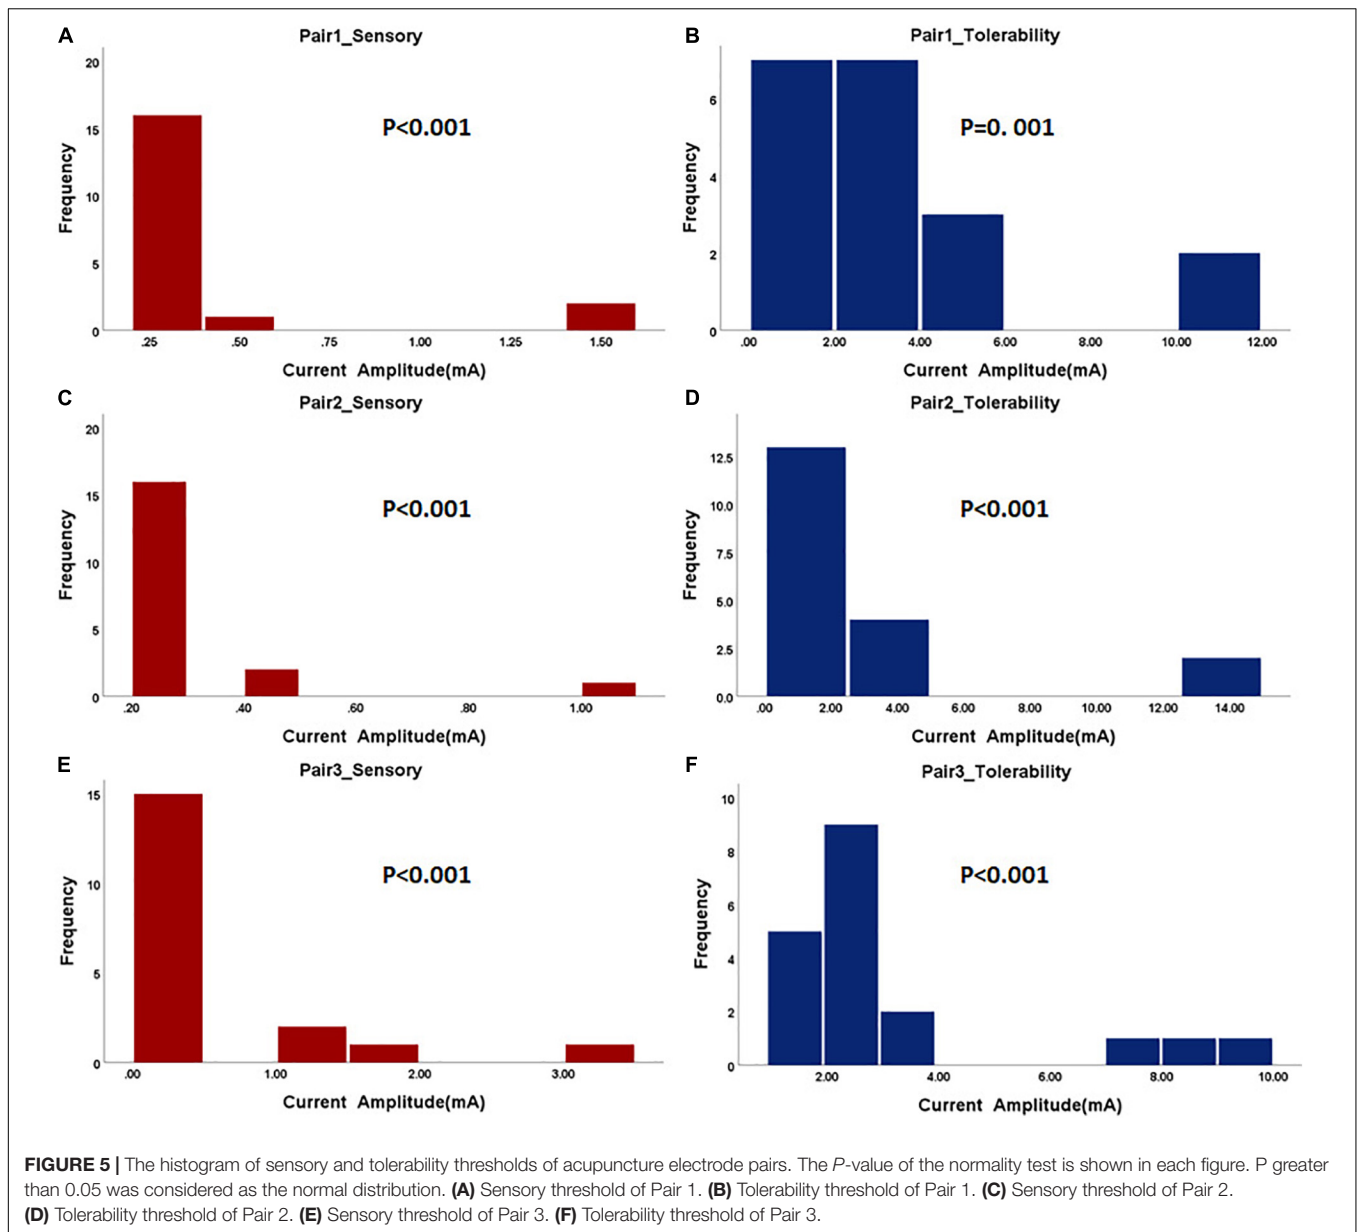 A
Pair1_Sensory
20
15
10
5
0
Frequency
P<0.001
.25 .50 .75 1.00 1.25 1.50
Current Amplitude(mA)
B
Pair1_Tolerability
6
4
2
0
Frequency
P=0. 001
.00 2.00 4.00 6.00 8.00 10.00 12.00
Current Amplitude(mA)
C
Pair2_Sensory
20
15
10
5
0
Frequency
P<0.001
.20 .40 .60 .80 1.00
Current Amplitude(mA)
D
Pair2_Tolerability
12.5
10.0
7.5
5.0
2.5
0.0
Frequency
P<0.001
.00 2.00 4.00 6.00 8.00 10.00 12.00 14.00
Current Amplitude(mA)
E
Pair3_Sensory
15
10
5
0
Frequency
P<0.001
.00 1.00 2.00 3.00
Current Amplitude(mA)
F
Pair3_Tolerability
10
8
6
4
2
0
Frequency
P<0.001
2.00 4.00 6.00 8.00 10.00
Current Amplitude(mA)
FIGURE 5 | The histogram of sensory and tolerability thresholds of acupuncture electrode pairs. The P-value of the normality test is shown in each figure. P greater
than 0.05 was considered as the normal distribution. (A) Sensory threshold of Pair 1. (B) Tolerability threshold of Pair 1. (C) Sensory threshold of Pair 2.
(D) Tolerability threshold of Pair 2. (E) Sensory threshold of Pair 3. (F) Tolerability threshold of Pair 3.